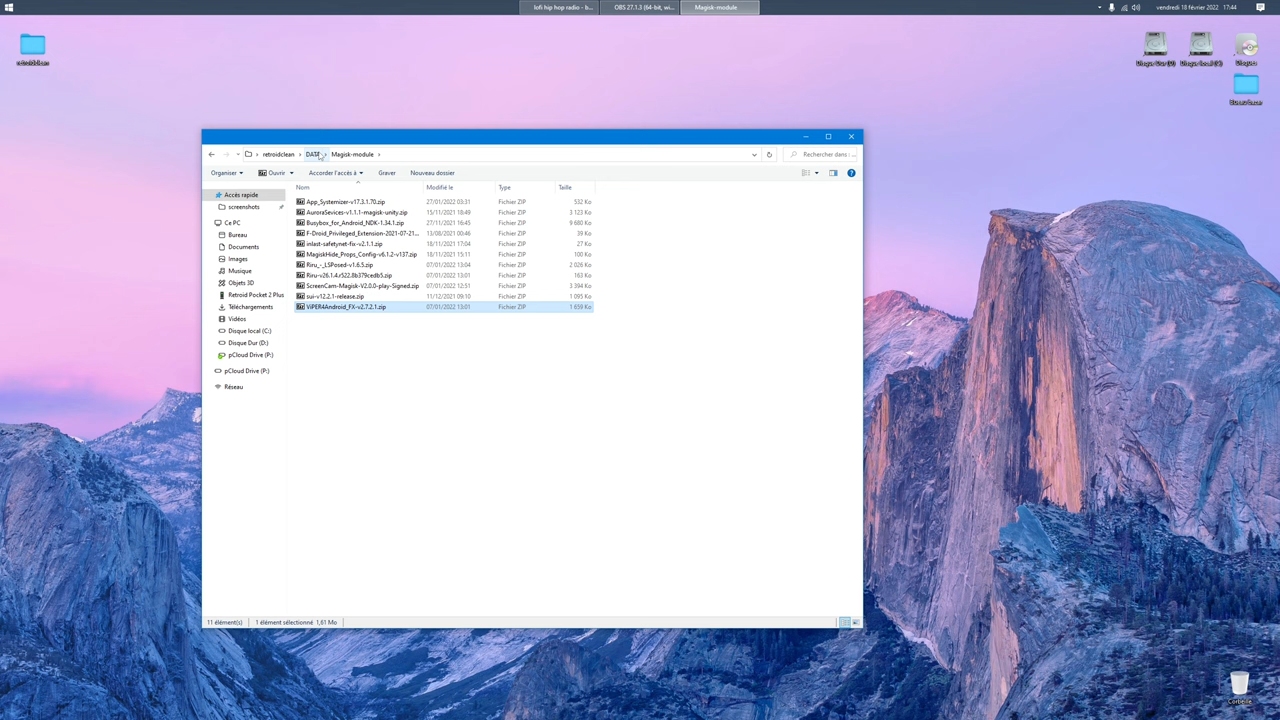 lofi hip hop radio - b...
OBS 27.1.3 (64-bit, wi...
Magisk-module
vendredi 18 février 2022
17:44
retroidclean
Disque Dur (D)
Disque local (C)
Disques
retroidclean
DATA
Magisk-module
Rechercher dans : ...
Organiser
Ouvrir
Accorder l'accès à
Graver
Nouveau dossier
Nom
Modifié le
Type
Taille
Accès rapide
screenshots
Ce PC
Bureau
Documents
Images
Musique
Objets 3D
Retroid Pocket 2 Plus
Téléchargements
Vidéos
Disque local (C:)
Disque Dur (D:)
pCloud Drive (P:)
pCloud Drive (P:)
Réseau
App_Systemizer-v17.3.1.70.zip 27/01/2022 03:31 Fichier ZIP 532 Ko
AuroraSevices-v1.1.1-magisk-unity.zip 15/11/2021 18:49 Fichier ZIP 3 123 Ko
Busybox_for_Android_NDK-1.34.1.zip 27/11/2021 16:45 Fichier ZIP 9 680 Ko
F-Droid_Privileged_Extension-2021-07-21... 13/08/2021 00:46 Fichier ZIP 39 Ko
inlast-safetynet-fix-v2.1.1.zip 18/11/2021 17:04 Fichier ZIP 27 Ko
MagiskHide_Props_Config-v6.1.2-v137.zip 18/11/2021 15:11 Fichier ZIP 100 Ko
Riru_-_LSPosed-v1.6.5.zip 07/01/2022 13:04 Fichier ZIP 2 026 Ko
Riru-v26.1.4.r522.8b379cedb5.zip 07/01/2022 13:01 Fichier ZIP 163 Ko
ScreenCam-Magisk-V2.0.0-play-Signed.zip 07/01/2022 12:51 Fichier ZIP 3 394 Ko
sui-v12.2.1-release.zip 11/12/2021 09:10 Fichier ZIP 1 095 Ko
ViPER4Android_FX-v2.7.2.1.zip 07/01/2022 13:01 Fichier ZIP 1 659 Ko
11 élément(s)
1 élément sélectionné 1,61 Mo
Corbeille